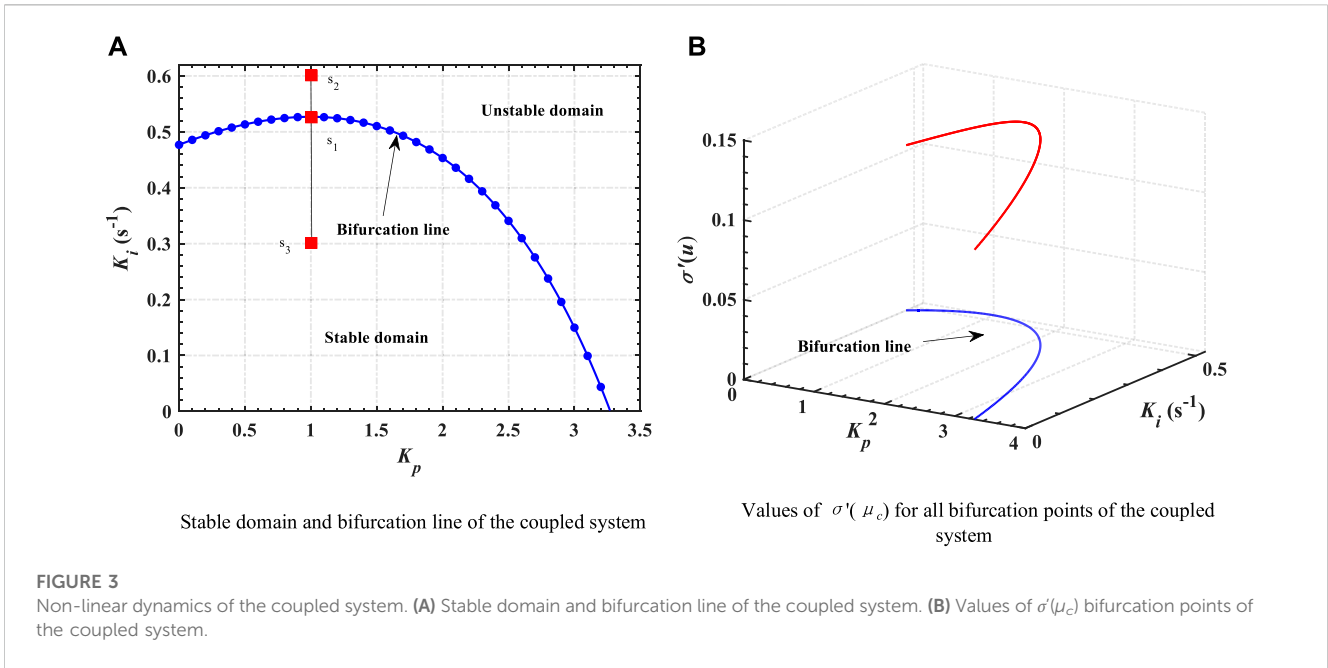 A
0.6
0.5
0.4
0.3
0.2
0.1
0
K_i (s⁻¹)
s₂
Unstable domain
s₁
Bifurcation line
s₃
Stable domain
0 0.5 1 1.5 2 2.5 3 3.5
K_p
Stable domain and bifurcation line of the coupled system
B
0.15
0.1
0.05
0
σ'(u)
Bifurcation line
0 1 2 3 4
K_p 2
0 0.5
K_i (s⁻¹)
Values of σ'( μ_c) for all bifurcation points of the coupled
system
FIGURE 3
Non-linear dynamics of the coupled system. (A) Stable domain and bifurcation line of the coupled system. (B) Values of σ′(μ_c) bifurcation points of
the coupled system.